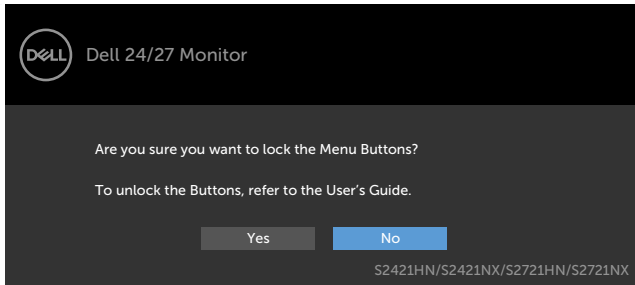 DELL
Dell 24/27 Monitor
Are you sure you want to lock the Menu Buttons?
To unlock the Buttons, refer to the User’s Guide.
Yes
No
S2421HN/S2421NX/S2721HN/S2721NX